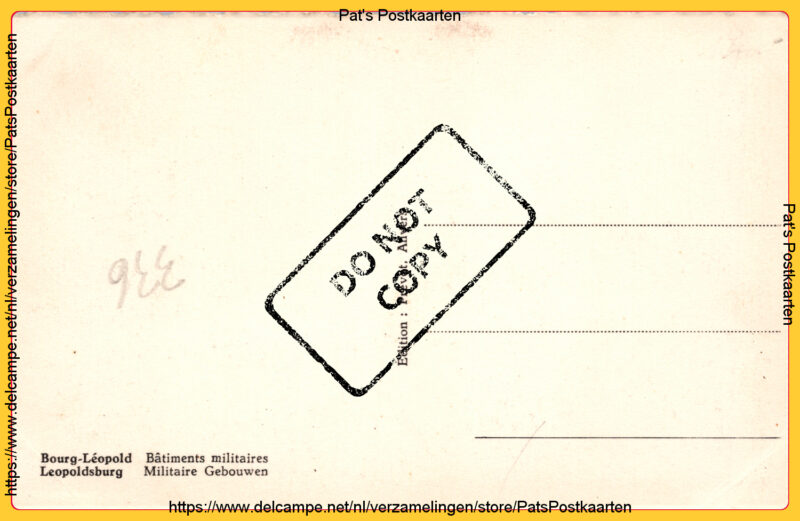 Pat's Postkaarten
https://www.delcampe.net/nl/verzamelingen/store/PatsPostkaarten
Pat's Postkaarten
DO NOT
COPY
Edition :
Bourg-Léopold Bâtiments militaires
Leopoldsburg Militaire Gebouwen
https://www.delcampe.net/nl/verzamelingen/store/PatsPostkaarten